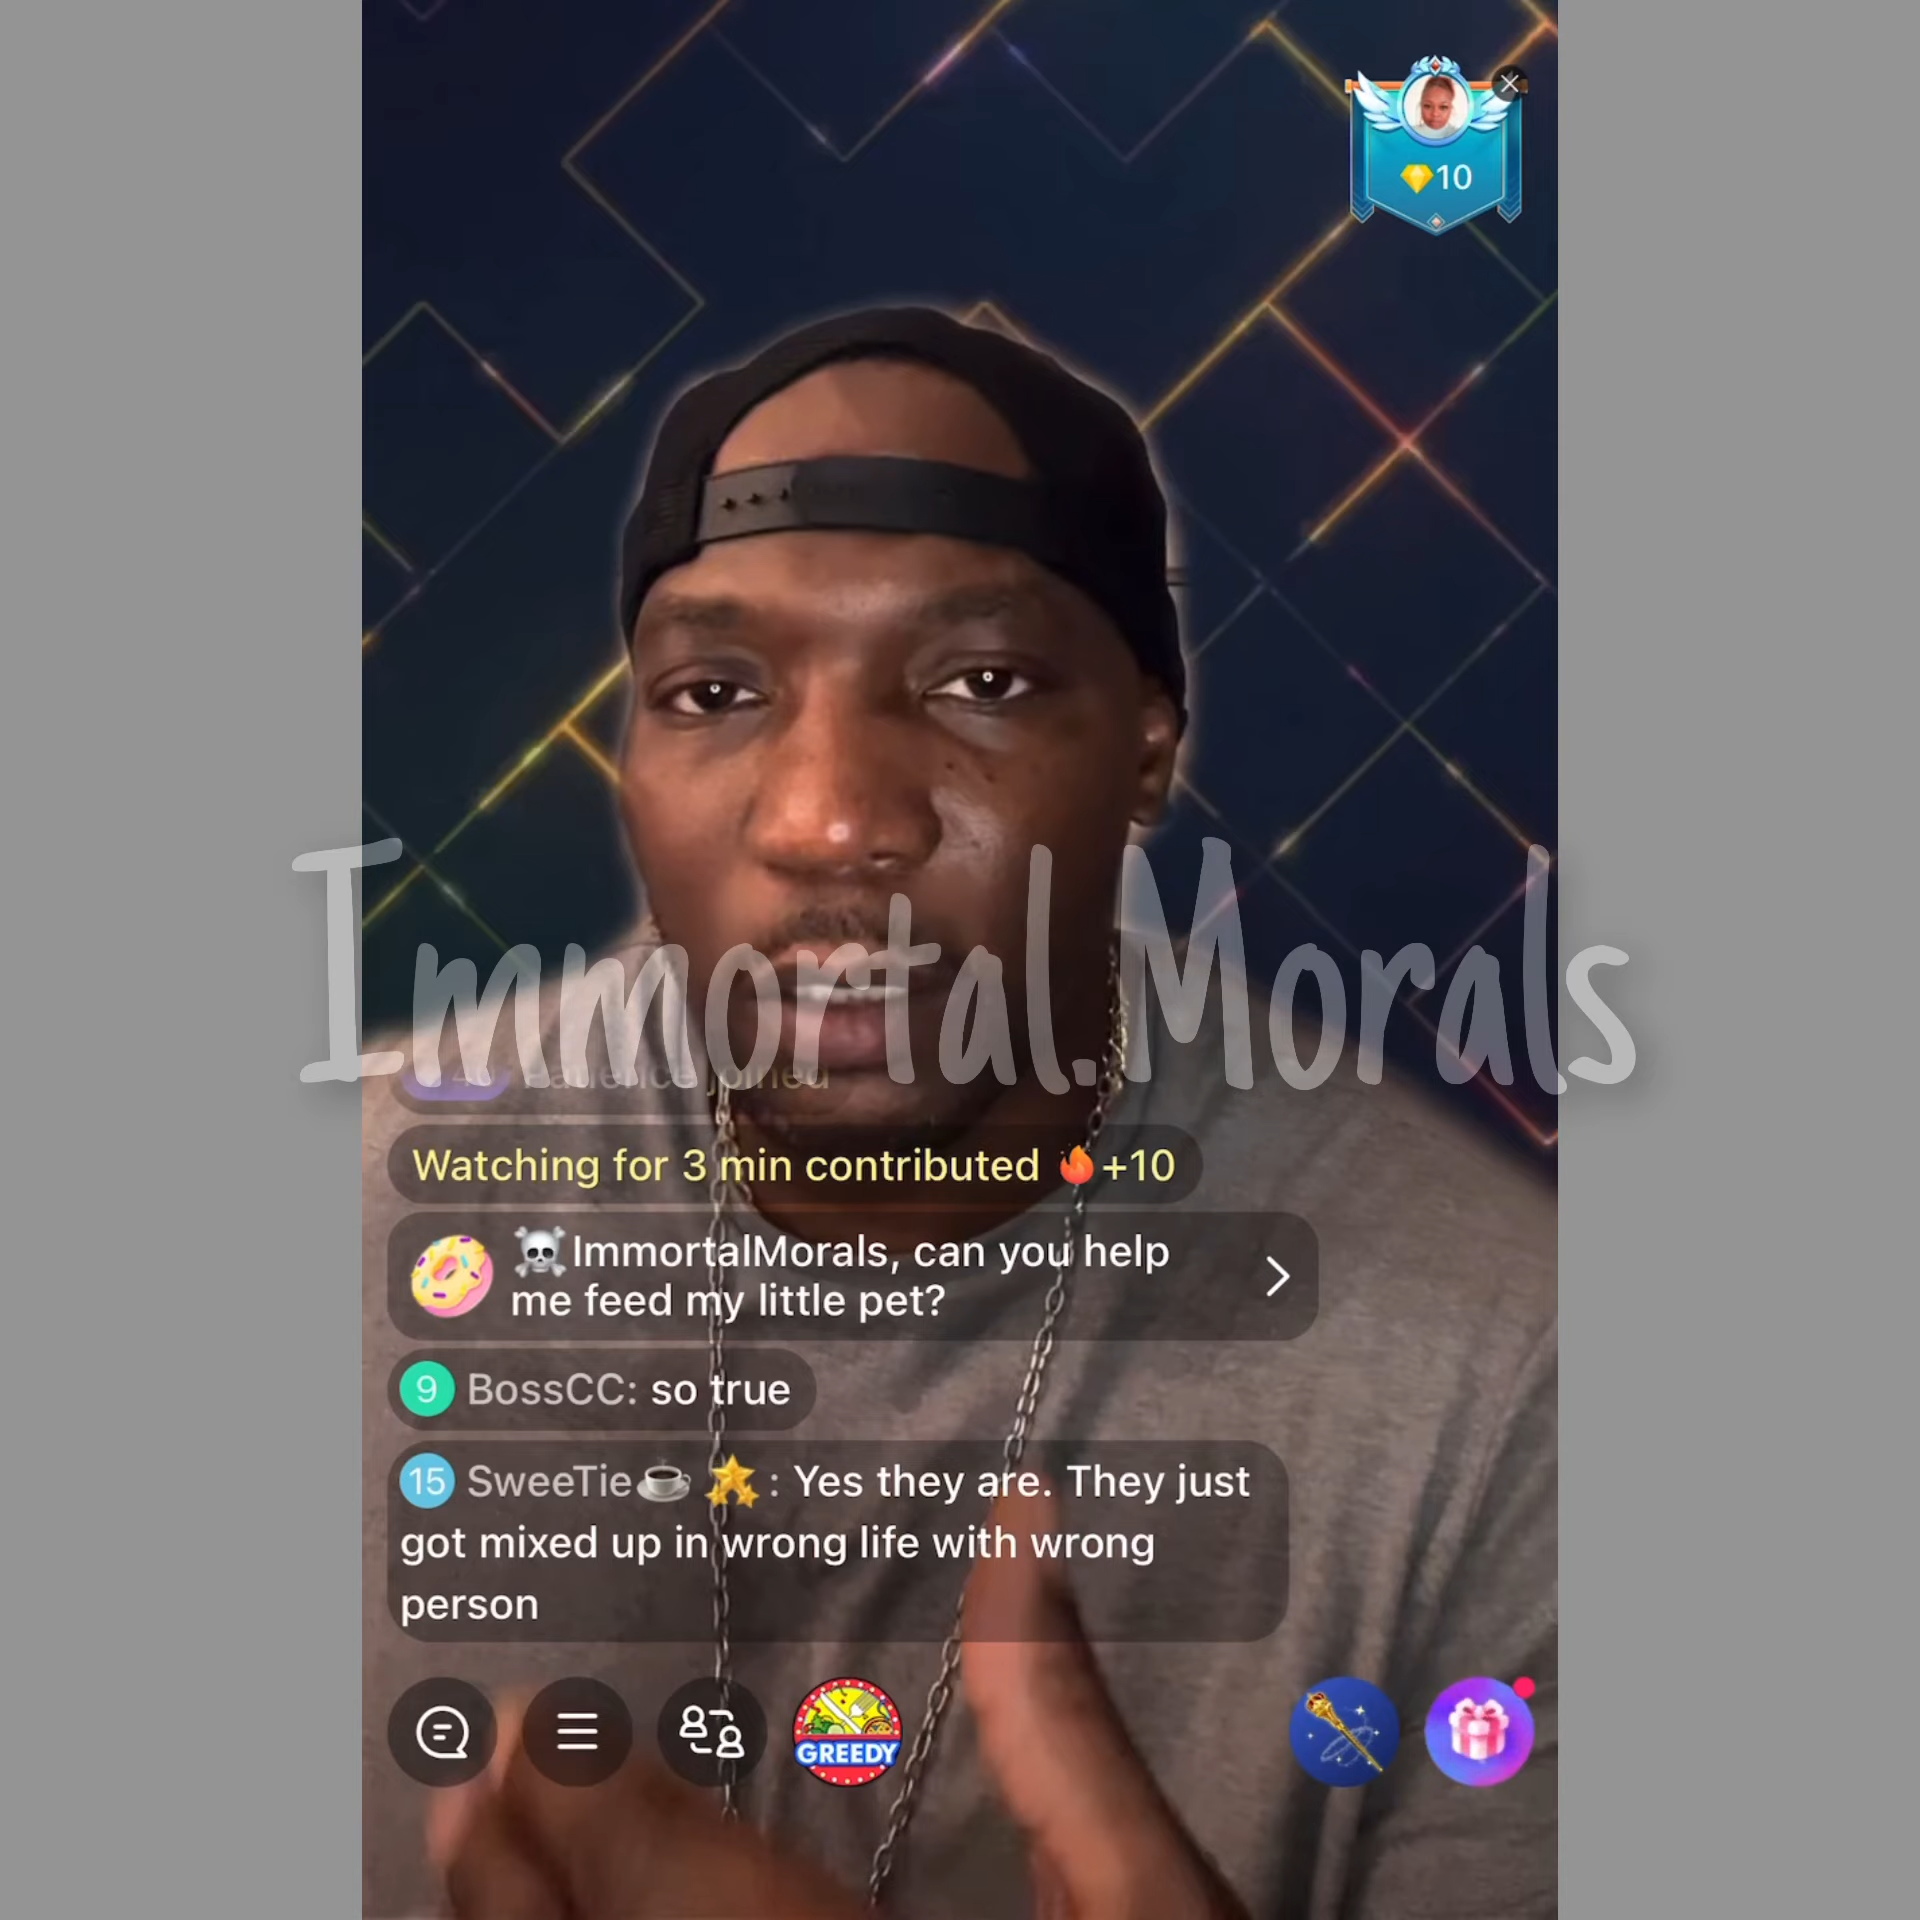 10
Immortal.Morals
joined
Watching for 3 min contributed 🔥+10
☠️ImmortalMorals, can you help
me feed my little pet?
9 BossCC: so true
15 SweeTie☕ 🌟 : Yes they are. They just
got mixed up in wrong life with wrong
person
GREEDY